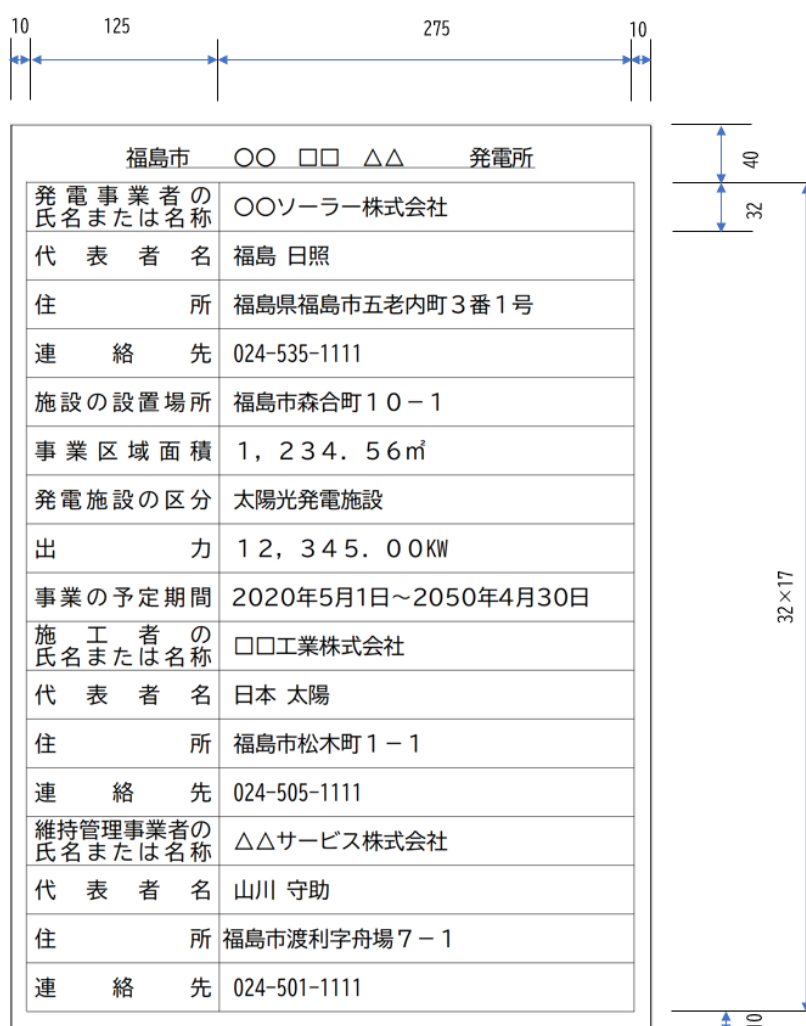 10 125 275 10
福島市 〇〇 □□ △△ 発電所
40
発電事業者の
氏名または名称
〇〇ソーラー株式会社
32
代表者名 福島 日照
住所 福島県福島市五老内町３番１号
連絡先 024-535-1111
施設の設置場所 福島市森合町１０－１
事業区域面積 １，２３４．５６㎡
発電施設の区分 太陽光発電施設
出力 １２，３４５．００KW
事業の予定期間 2020年5月1日～2050年4月30日
32×17
施工者の
氏名または名称
□□工業株式会社
代表者名 日本 太陽
住所 福島市松木町１－１
連絡先 024-505-1111
維持管理事業者の
氏名または名称
△△サービス株式会社
代表者名 山川 守助
住所 福島市渡利字舟場７－１
連絡先 024-501-1111
10